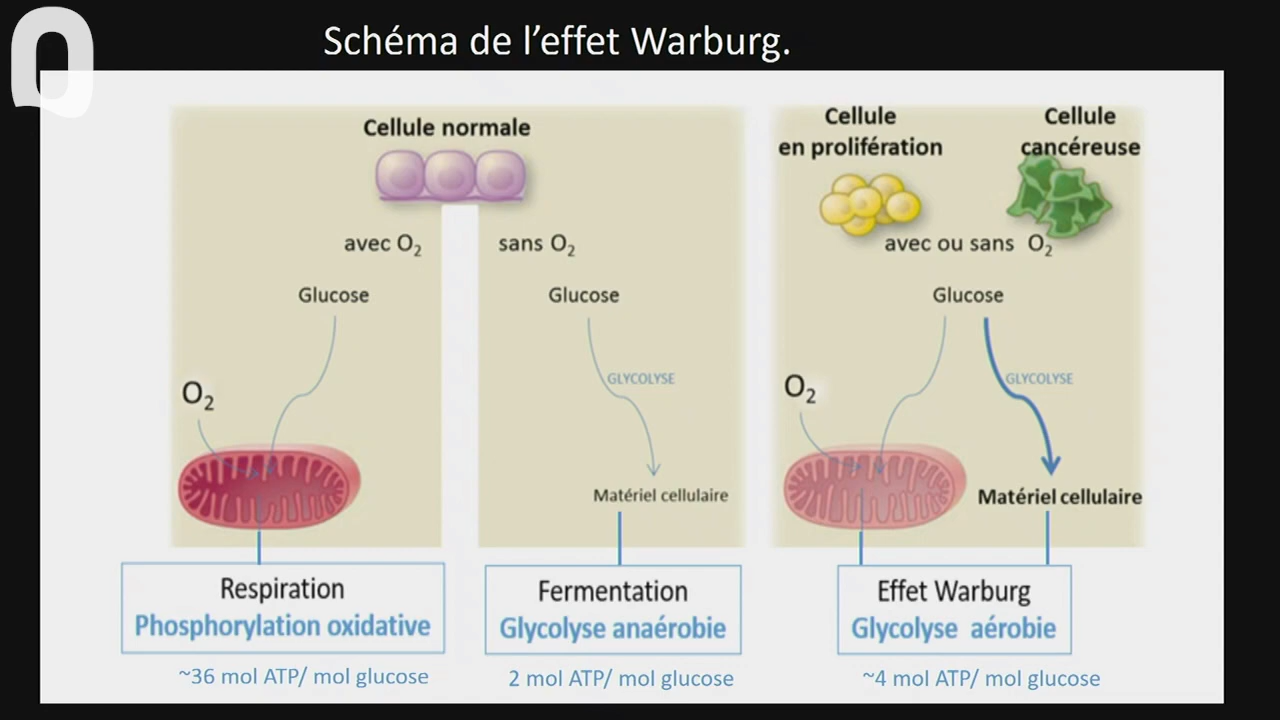 Schéma de l’effet Warburg.
Cellule normale
avec O₂
sans O₂
Glucose
Glucose
GLYCOLYSE
O₂
Matériel cellulaire
Respiration
Phosphorylation oxidative
~36 mol ATP/ mol glucose
Fermentation
Glycolyse anaérobie
2 mol ATP/ mol glucose
Cellule
en prolifération
Cellule
cancéreuse
avec ou sans O₂
Glucose
GLYCOLYSE
O₂
Matériel cellulaire
Effet Warburg
Glycolyse aérobie
~4 mol ATP/ mol glucose